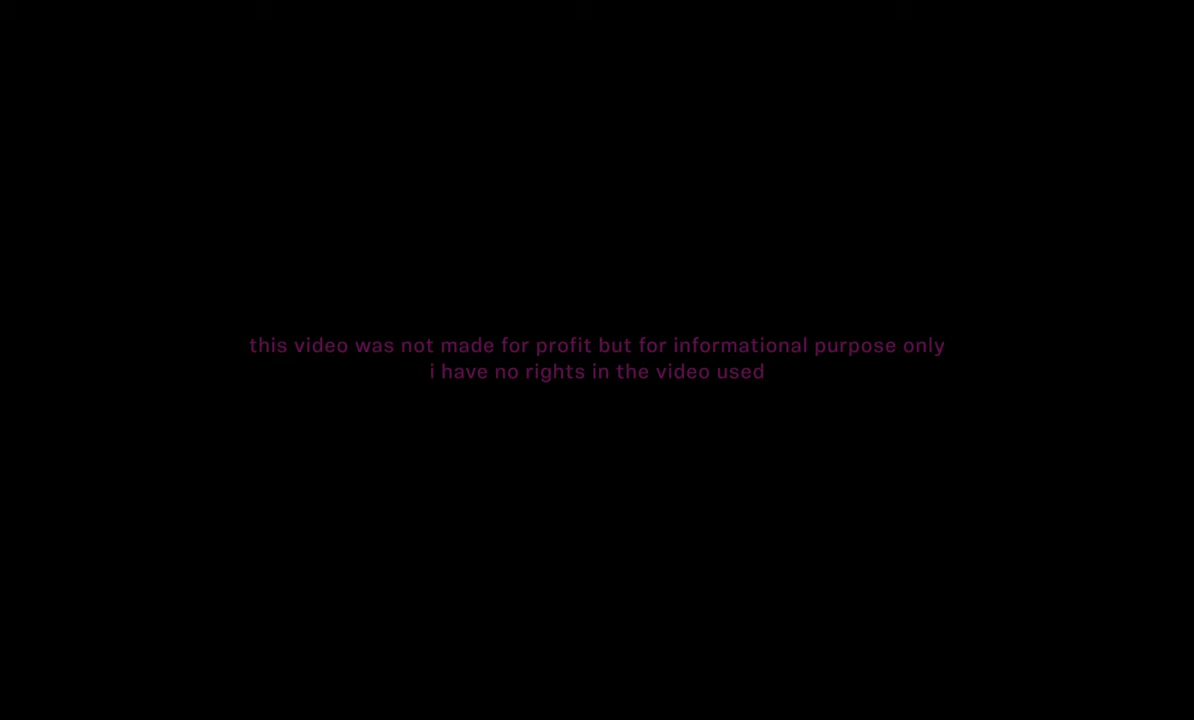 this video was not made for profit but for informational purpose only
i have no rights in the video used